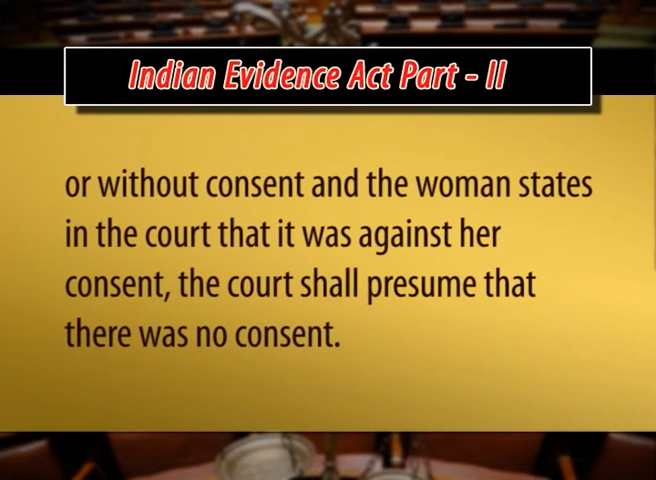 Indian Evidence Act Part - II
or without consent and the woman states
in the court that it was against her
consent, the court shall presume that
there was no consent.